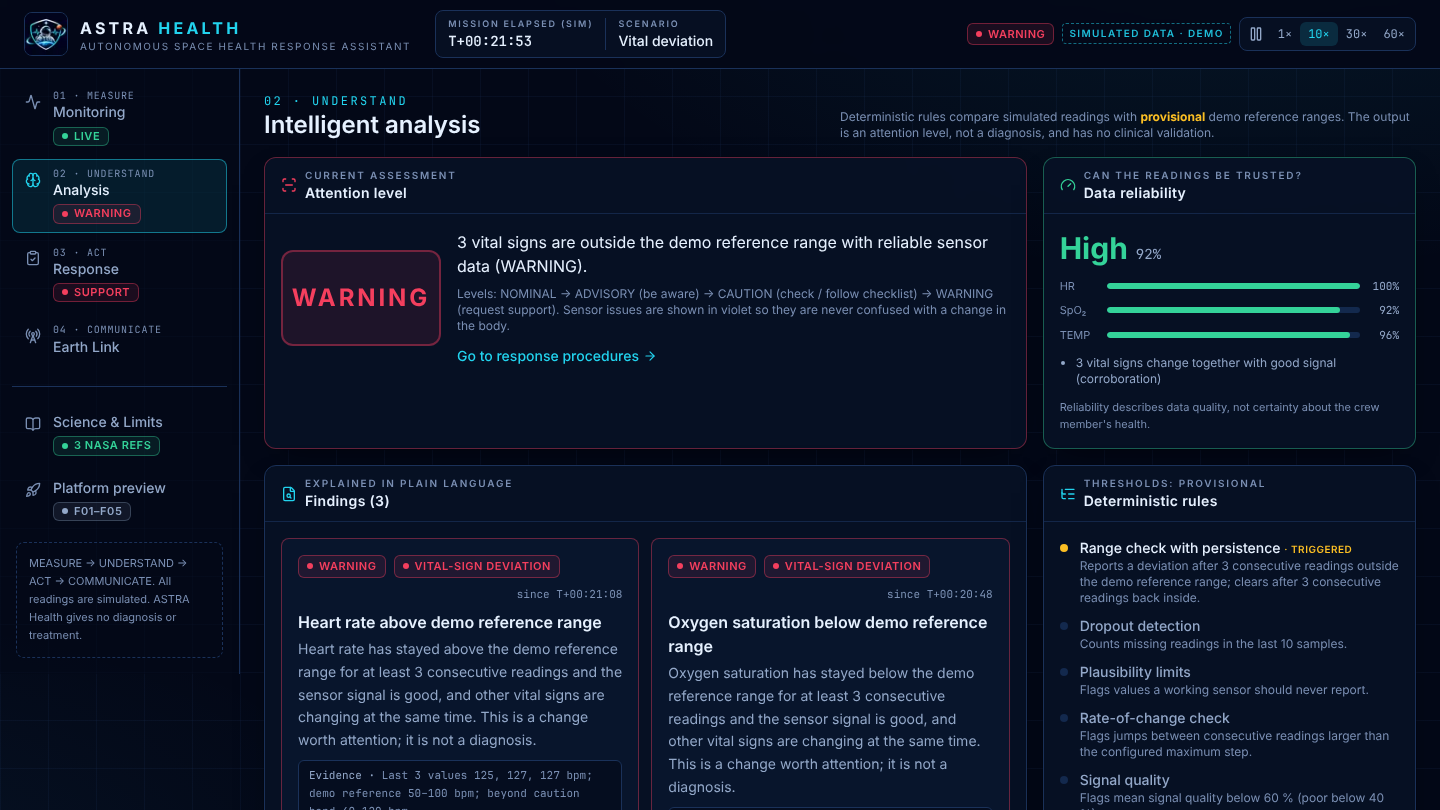 ASTRA HEALTH
AUTONOMOUS SPACE HEALTH RESPONSE ASSISTANT
MISSION ELAPSED (SIM)
T+00:21:53
SCENARIO
Vital deviation
WARNING
SIMULATED DATA · DEMO
1×
10×
30×
60×
01 · MEASURE
Monitoring
LIVE
02 · UNDERSTAND
Analysis
WARNING
03 · ACT
Response
SUPPORT
04 · COMMUNICATE
Earth Link
Science & Limits
3 NASA REFS
Platform preview
F01–F05
MEASURE → UNDERSTAND →
ACT → COMMUNICATE. All
readings are simulated. ASTRA
Health gives no diagnosis or
treatment.
02 · UNDERSTAND
Intelligent analysis
Deterministic rules compare simulated readings with provisional demo reference ranges. The output
is an attention level, not a diagnosis, and has no clinical validation.
CURRENT ASSESSMENT
Attention level
WARNING
3 vital signs are outside the demo reference range with reliable sensor
data (WARNING).
Levels: NOMINAL → ADVISORY (be aware) → CAUTION (check / follow checklist) → WARNING
(request support). Sensor issues are shown in violet so they are never confused with a change in
the body.
Go to response procedures →
CAN THE READINGS BE TRUSTED?
Data reliability
High 92%
HR 100%
SpO₂ 92%
TEMP 96%
• 3 vital signs change together with good signal
(corroboration)
Reliability describes data quality, not certainty about the crew
member's health.
EXPLAINED IN PLAIN LANGUAGE
Findings (3)
WARNING
VITAL-SIGN DEVIATION
since T+00:21:08
Heart rate above demo reference range
Heart rate has stayed above the demo reference
range for at least 3 consecutive readings and the
sensor signal is good, and other vital signs are
changing at the same time. This is a change
worth attention; it is not a diagnosis.
Evidence · Last 3 values 125, 127, 127 bpm;
demo reference 50–100 bpm; beyond caution
WARNING
VITAL-SIGN DEVIATION
since T+00:20:48
Oxygen saturation below demo reference
range
Oxygen saturation has stayed below the demo
reference range for at least 3 consecutive
readings and the sensor signal is good, and
other vital signs are changing at the same time.
This is a change worth attention; it is not a
diagnosis.
THRESHOLDS: PROVISIONAL
Deterministic rules
Range check with persistence · TRIGGERED
Reports a deviation after 3 consecutive readings outside
the demo reference range; clears after 3 consecutive
readings back inside.
Dropout detection
Counts missing readings in the last 10 samples.
Plausibility limits
Flags values a working sensor should never report.
Rate-of-change check
Flags jumps between consecutive readings larger than
the configured maximum step.
Signal quality
Flags mean signal quality below 60 % (poor below 40